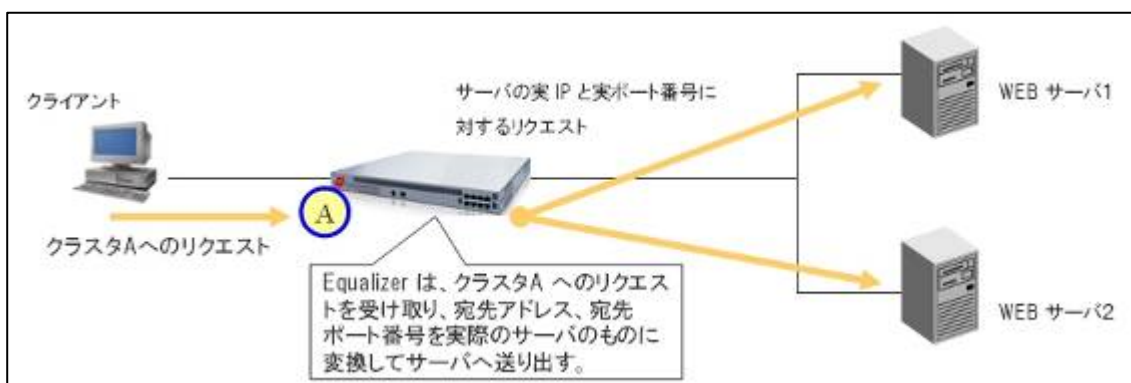 クライアント
サーバの実 IP と実ポート番号に
対するリクエスト
WEB サーバ1
A
クラスタAへのリクエスト
Equalizer は、クラスタA へのリクエス
トを受け取り、宛先アドレス、宛先
ポート番号を実際のサーバのものに
変換してサーバへ送り出す。
WEB サーバ2